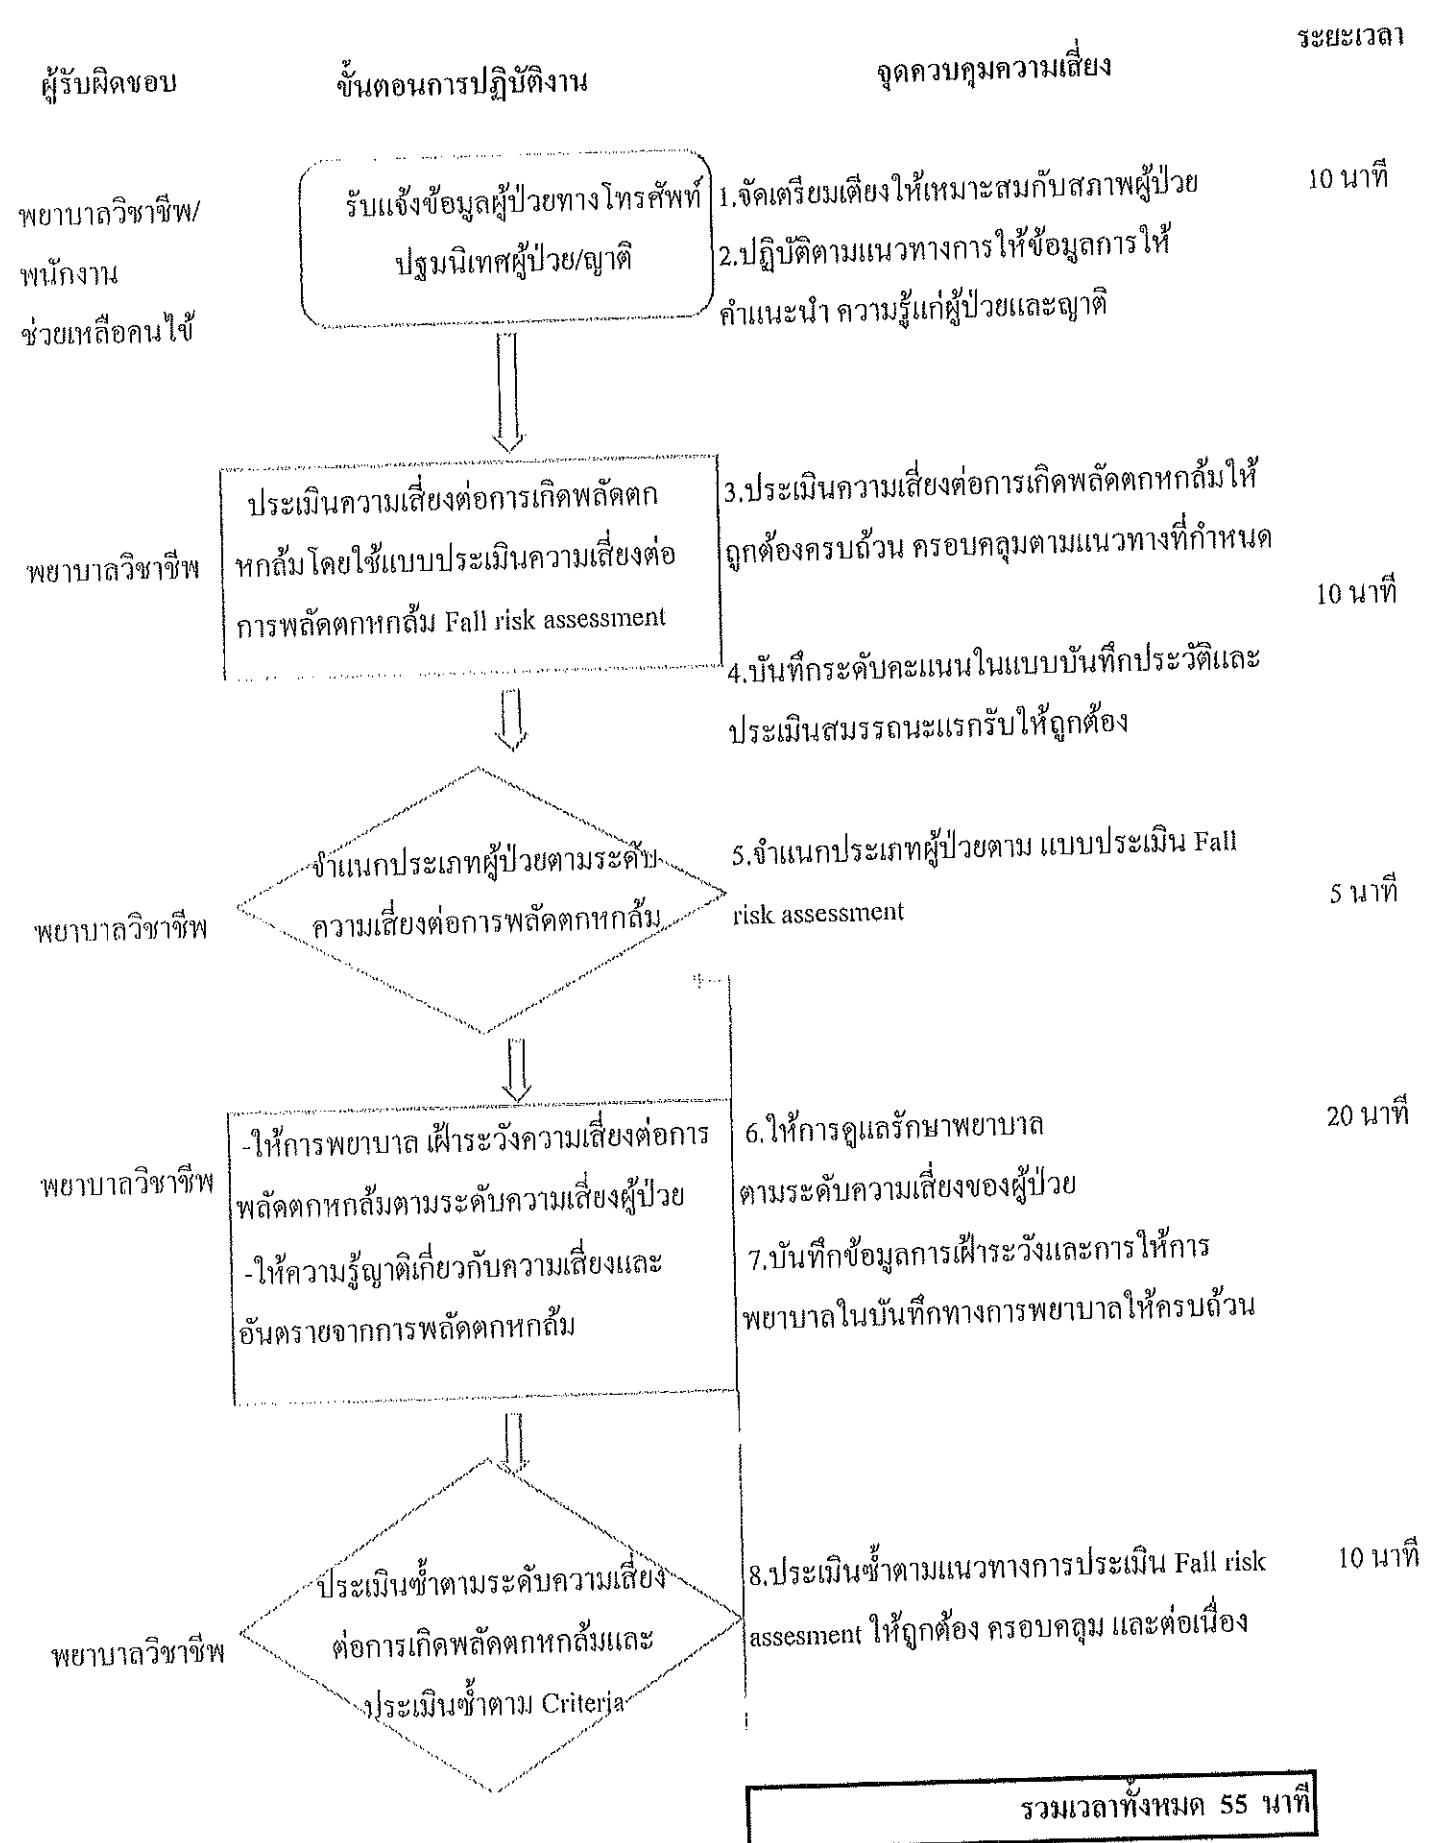 ระยะเวลา
ผู้รับผิดชอบ
ขั้นตอนการปฏิบัติงาน
จุดควบคุมความเสี่ยง
พยาบาลวิชาชีพ/
พนักงาน
ช่วยเหลือคนไข้
รับแจ้งข้อมูลผู้ป่วยทางโทรศัพท์
ปฐมนิเทศผู้ป่วย/ญาติ
1.จัดเตรียมเตียงให้เหมาะสมกับสภาพผู้ป่วย
2.ปฏิบัติตามแนวทางการให้ข้อมูลการให้
คำแนะนำ ความรู้แก่ผู้ป่วยและญาติ
10 นาที
พยาบาลวิชาชีพ
ประเมินความเสี่ยงต่อการเกิดพลัดตก
หกล้มโดยใช้แบบประเมินความเสี่ยงต่อ
การพลัดตกหกล้ม Fall risk assessment
3.ประเมินความเสี่ยงต่อการเกิดพลัดตกหกล้มให้
ถูกต้องครบถ้วน ครอบคลุมตามแนวทางที่กำหนด
10 นาที
4.บันทึกระดับคะแนนในแบบบันทึกประวัติและ
ประเมินสมรรถนะแรกรับให้ถูกต้อง
พยาบาลวิชาชีพ
จำแนกประเภทผู้ป่วยตามระดับ
ความเสี่ยงต่อการพลัดตกหกล้ม
5.จำแนกประเภทผู้ป่วยตาม แบบประเมิน Fall
risk assessment
5 นาที
พยาบาลวิชาชีพ
-ให้การพยาบาล เฝ้าระวังความเสี่ยงต่อการ
พลัดตกหกล้มตามระดับความเสี่ยงผู้ป่วย
-ให้ความรู้ญาติเกี่ยวกับความเสี่ยงและ
อันตรายจากการพลัดตกหกล้ม
6.ให้การดูแลรักษาพยาบาล
ตามระดับความเสี่ยงของผู้ป่วย
7.บันทึกข้อมูลการเฝ้าระวังและการให้การ
พยาบาลในบันทึกทางการพยาบาลให้ครบถ้วน
20 นาที
พยาบาลวิชาชีพ
ประเมินซ้ำตามระดับความเสี่ยง
ต่อการเกิดพลัดตกหกล้มและ
ประเมินซ้ำตาม Criteria
8.ประเมินซ้ำตามแนวทางการประเมิน Fall risk
assesment ให้ถูกต้อง ครอบคลุม และต่อเนื่อง
10 นาที
รวมเวลาทั้งหมด 55 นาที